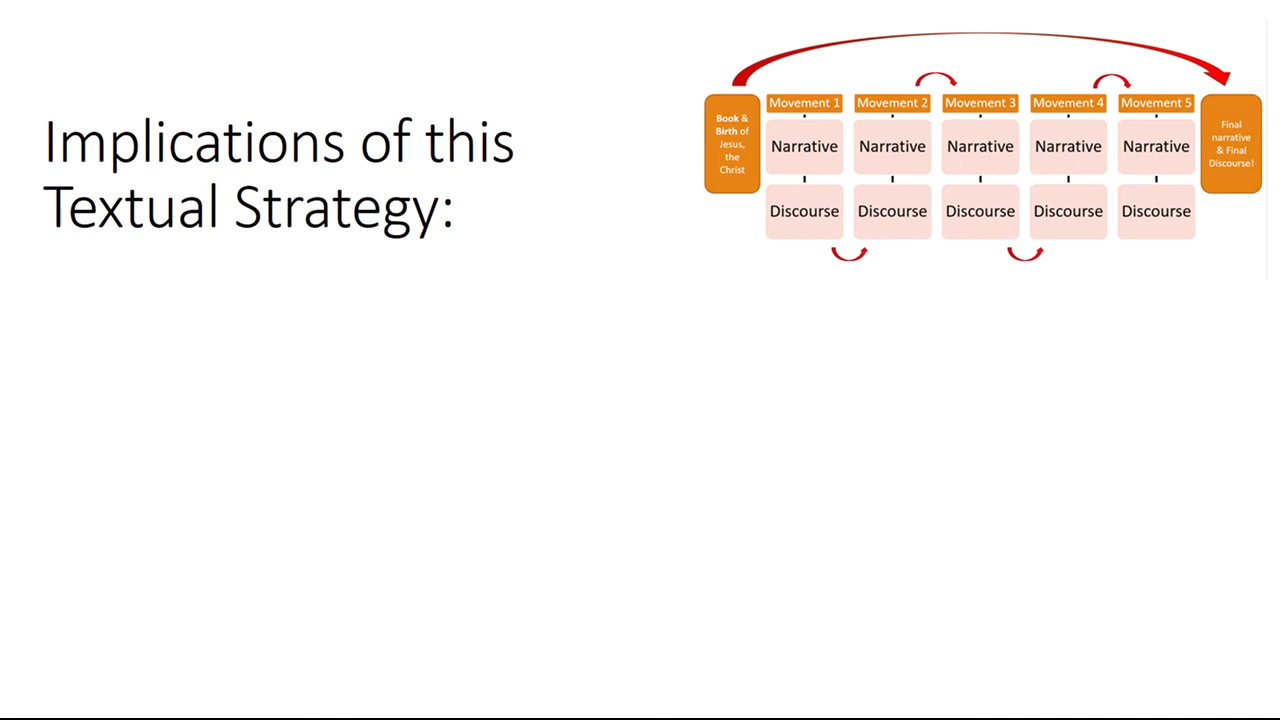 Implications of this
Textual Strategy:
Book &
Birth of
Jesus,
the
Christ
Movement 1
Narrative
Discourse
Movement 2
Narrative
Discourse
Movement 3
Narrative
Discourse
Movement 4
Narrative
Discourse
Movement 5
Narrative
Discourse
Final
narrative
& Final
Discourse!